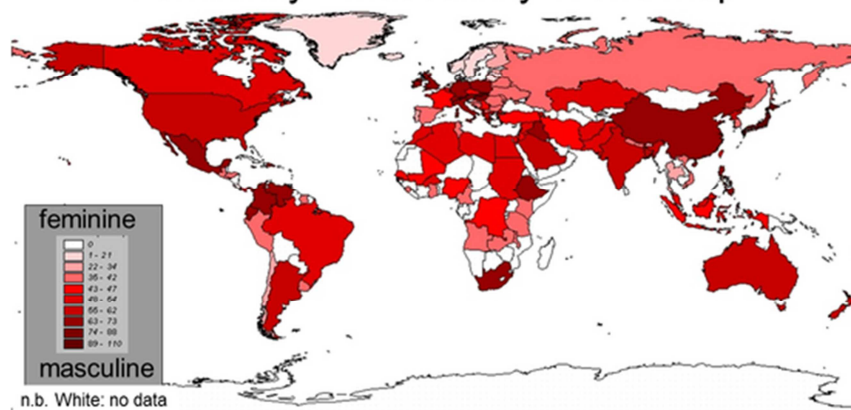 feminine
0
1 - 21
22 - 34
35 - 42
43 - 47
48 - 54
55 - 62
63 - 73
74 - 88
89 - 110
masculine
n.b. White: no data